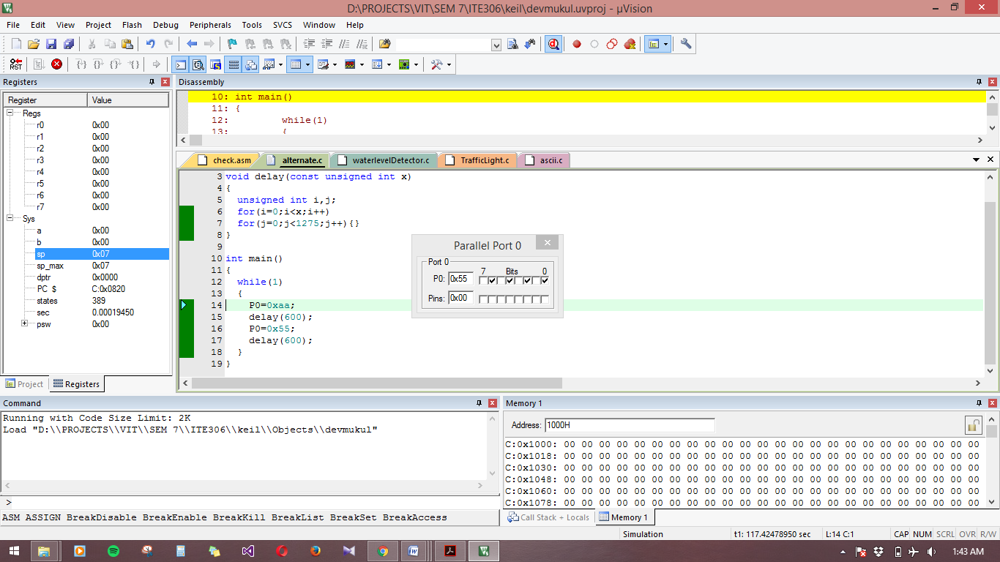 D:\PROJECTS\VIT\SEM 7\ITE306\keil\devmukul.uvproj - µVision
File Edit View Project Flash Debug Peripherals Tools SVCS Window Help
RST
Registers
Register Value
Regs
r0 0x00
r1 0x00
r2 0x00
r3 0x00
r4 0x00
r5 0x00
r6 0x00
r7 0x00
Sys
a 0x00
b 0x00
sp 0x07
sp_max 0x07
dptr 0x0000
PC $ C:0x0820
states 389
sec 0.00019450
psw 0x00
Project Registers
Disassembly
10: int main()
11: {
12: while(1)
13: {
check.asm alternate.c waterlevelDetector.c TrafficLight.c ascii.c
3 void delay(const unsigned int x)
4 {
5 unsigned int i,j;
6 for(i=0;i<x;i++)
7 for(j=0;j<1275;j++){}
8 }
9
10 int main()
11 {
12 while(1)
13 {
14 P0=0xaa;
15 delay(600);
16 P0=0x55;
17 delay(600);
18 }
19 }
Parallel Port 0
Port 0
7 Bits 0
P0: 0x55
Pins: 0x00
Command
Running with Code Size Limit: 2K
Load "D:\\PROJECTS\\VIT\\SEM 7\\ITE306\\keil\\Objects\\devmukul"
>
ASM ASSIGN BreakDisable BreakEnable BreakKill BreakList BreakSet BreakAccess
Memory 1
Address: 1000H
C:0x1000: 00 00 00 00 00 00 00 00 00 00 00 00 00 00 00 00 00 00 00 00 00 00 00 00
C:0x1018: 00 00 00 00 00 00 00 00 00 00 00 00 00 00 00 00 00 00 00 00 00 00 00 00
C:0x1030: 00 00 00 00 00 00 00 00 00 00 00 00 00 00 00 00 00 00 00 00 00 00 00 00
C:0x1048: 00 00 00 00 00 00 00 00 00 00 00 00 00 00 00 00 00 00 00 00 00 00 00 00
C:0x1060: 00 00 00 00 00 00 00 00 00 00 00 00 00 00 00 00 00 00 00 00 00 00 00 00
C:0x1078: 00 00 00 00 00 00 00 00 00 00 00 00 00 00 00 00 00 00 00 00 00 00 00 00
Call Stack + Locals Memory 1
Simulation t1: 117.42478950 sec L:14 C:1 CAP NUM SCRL OVR R/W
1:43 AM